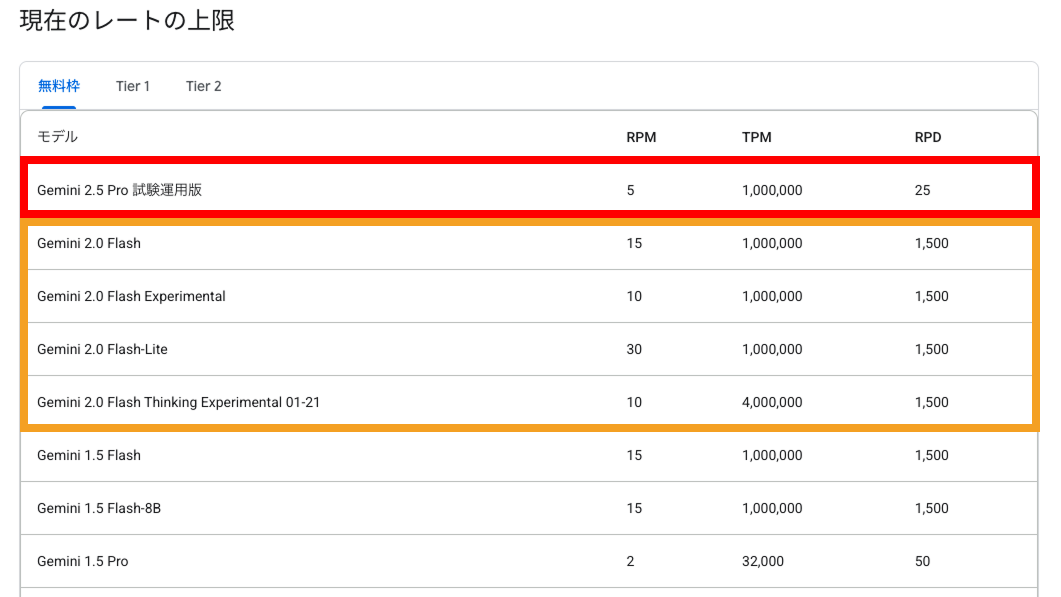 現在のレートの上限
無料枠 Tier 1 Tier 2
モデル RPM TPM RPD
Gemini 2.5 Pro 試験運用版 5 1,000,000 25
Gemini 2.0 Flash 15 1,000,000 1,500
Gemini 2.0 Flash Experimental 10 1,000,000 1,500
Gemini 2.0 Flash-Lite 30 1,000,000 1,500
Gemini 2.0 Flash Thinking Experimental 01-21 10 4,000,000 1,500
Gemini 1.5 Flash 15 1,000,000 1,500
Gemini 1.5 Flash-8B 15 1,000,000 1,500
Gemini 1.5 Pro 2 32,000 50